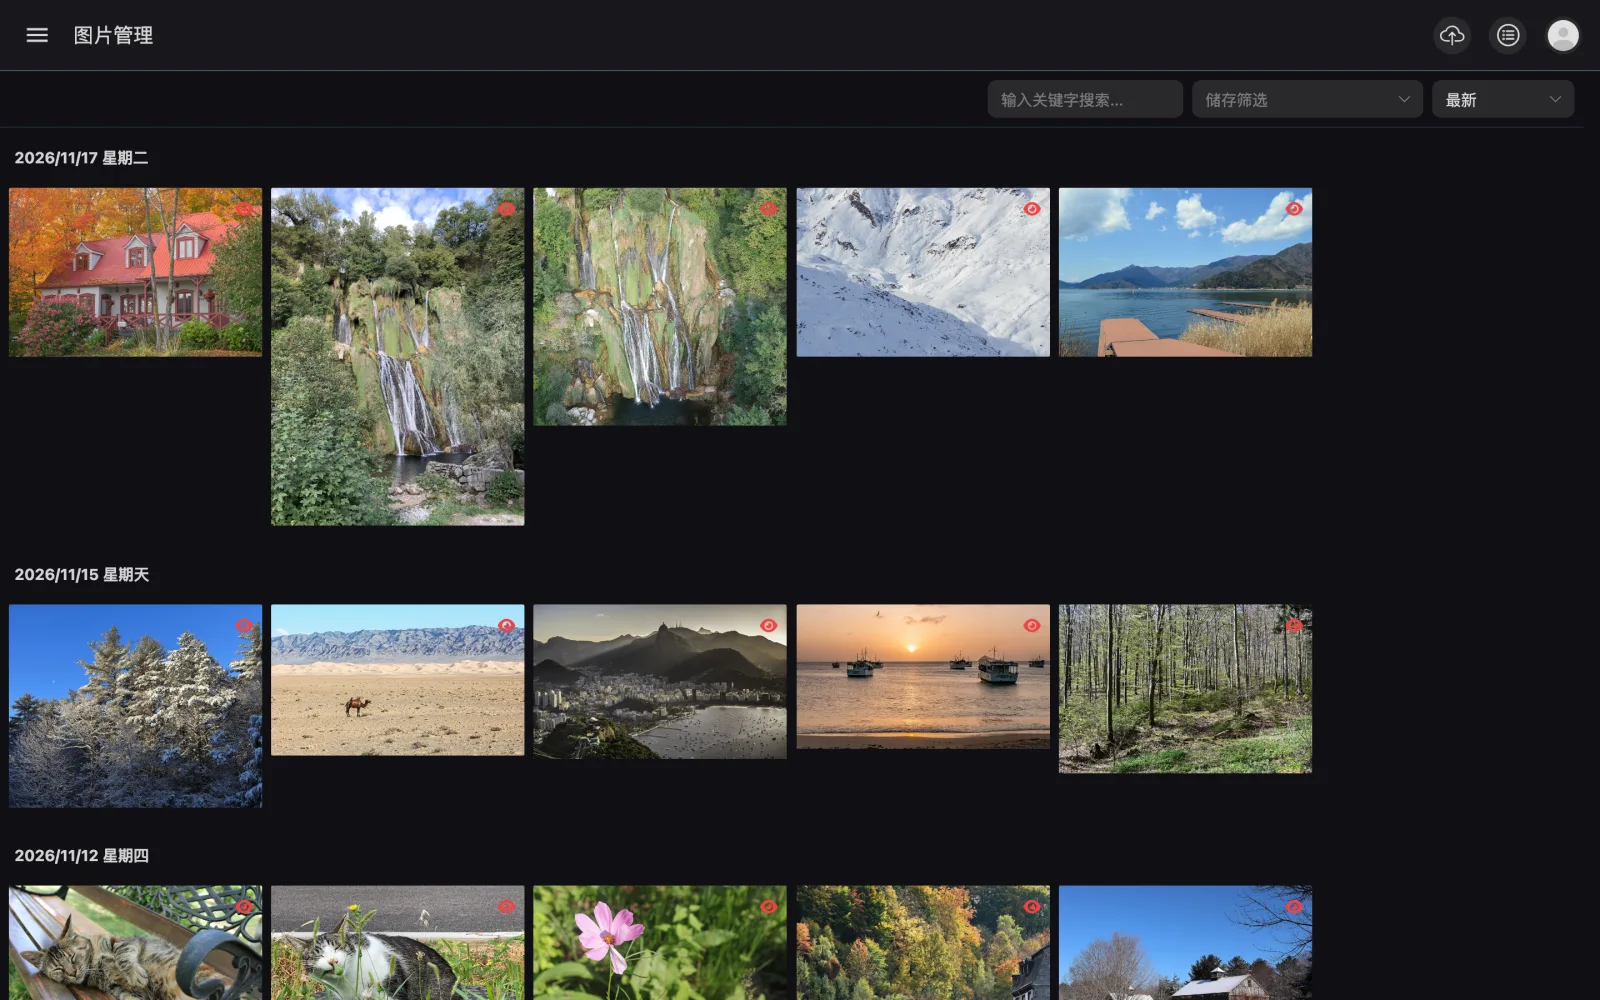 图片管理
输入关键字搜索...
储存筛选
最新
2026/11/17 星期二
2026/11/15 星期天
2026/11/12 星期四